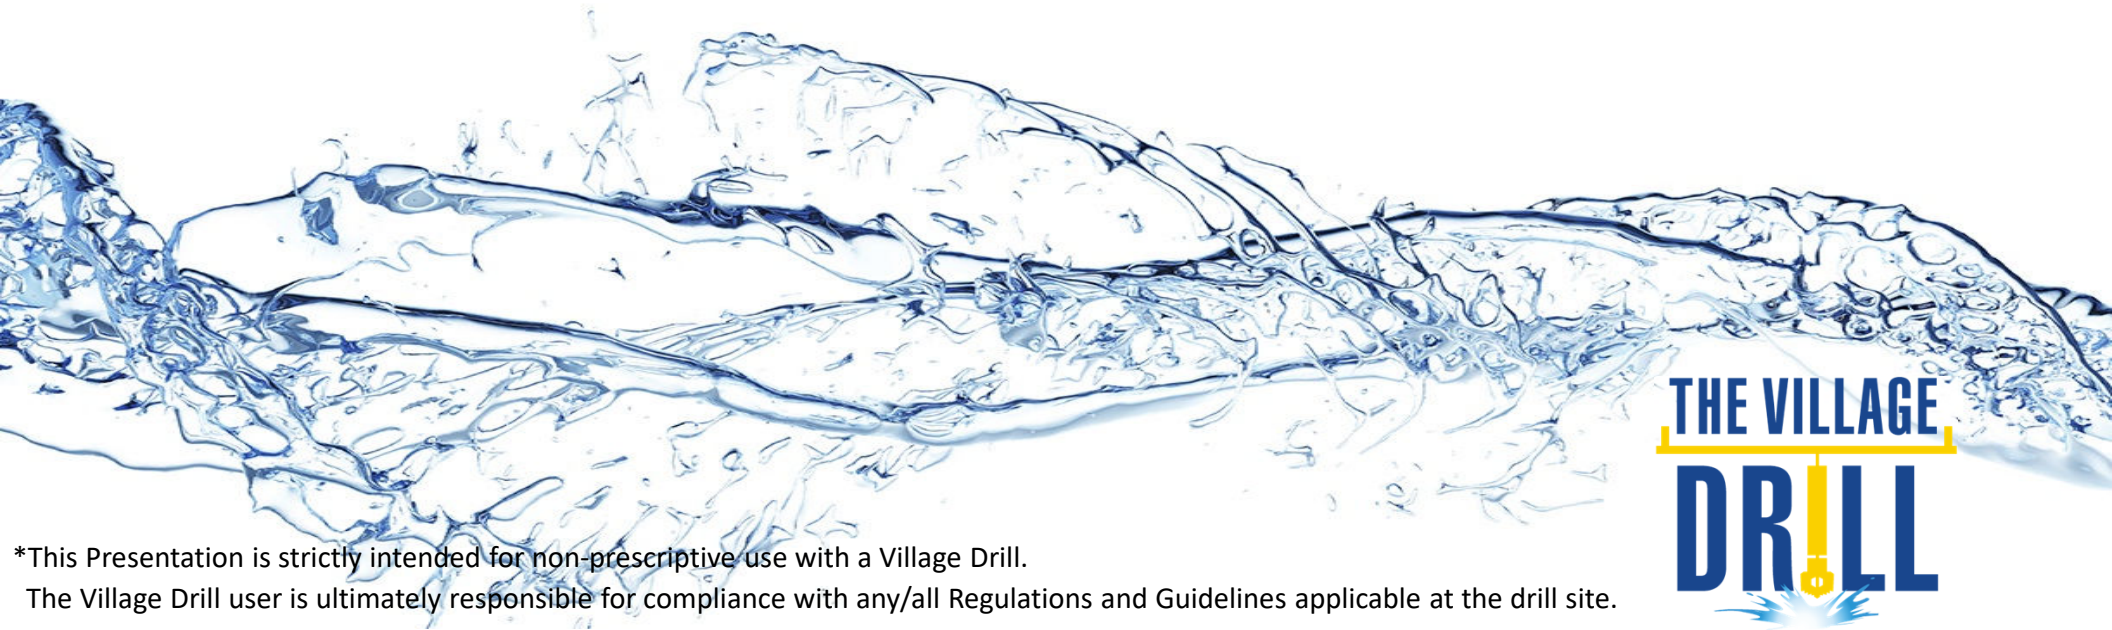 THE VILLAGE
DRILL
*This Presentation is strictly intended for non-prescriptive use with a Village Drill.
The Village Drill user is ultimately responsible for compliance with any/all Regulations and Guidelines applicable at the drill site.